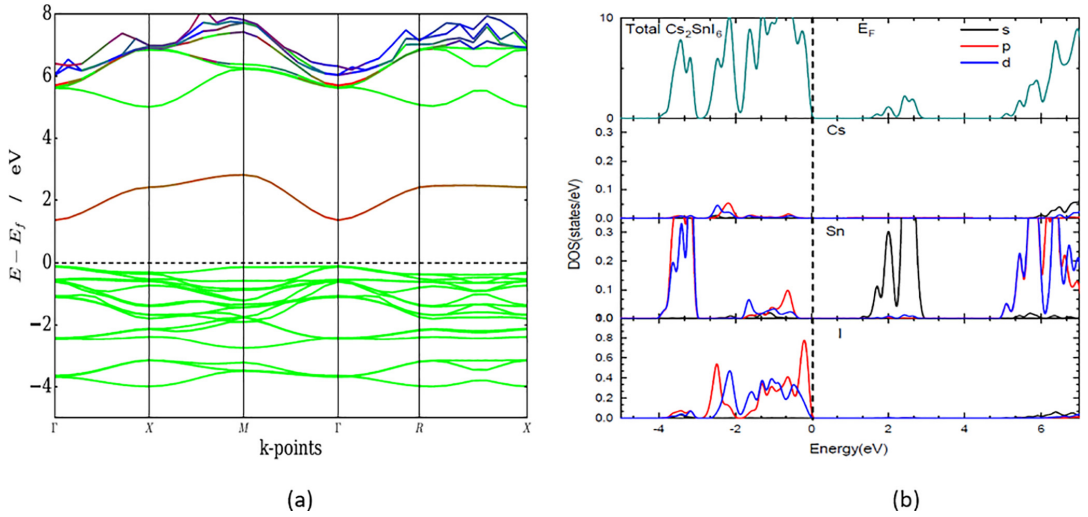 8
6
4
2
0
−2
−4
E − E_f / eV
Γ X M Γ R X
k-points
(a)
Total Cs₂SnI₆ E_F
s
p
d
10
0
Cs
0.3
0.2
0.1
0.0
Sn
0.3
0.2
0.1
0.0
I
0.8
0.6
0.4
0.2
0.0
DOS(states/eV)
-4 -2 0 2 4 6
Energy(eV)
(b)